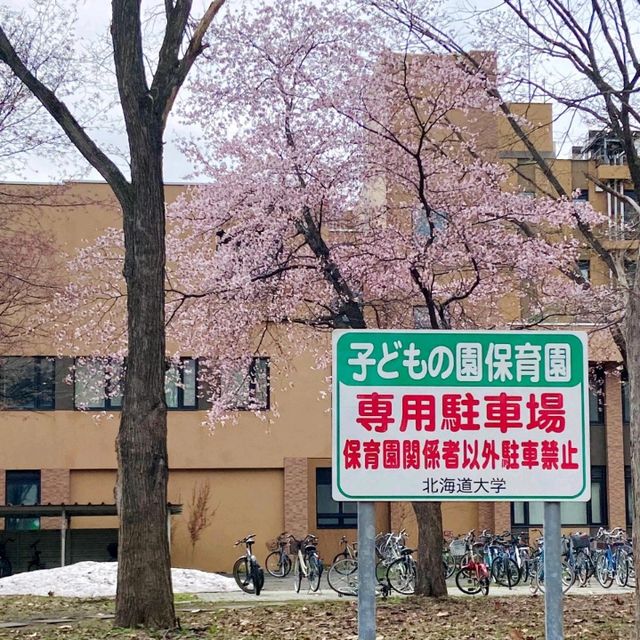 子どもの園保育園
専用駐車場
保育園関係者以外駐車禁止
北海道大学